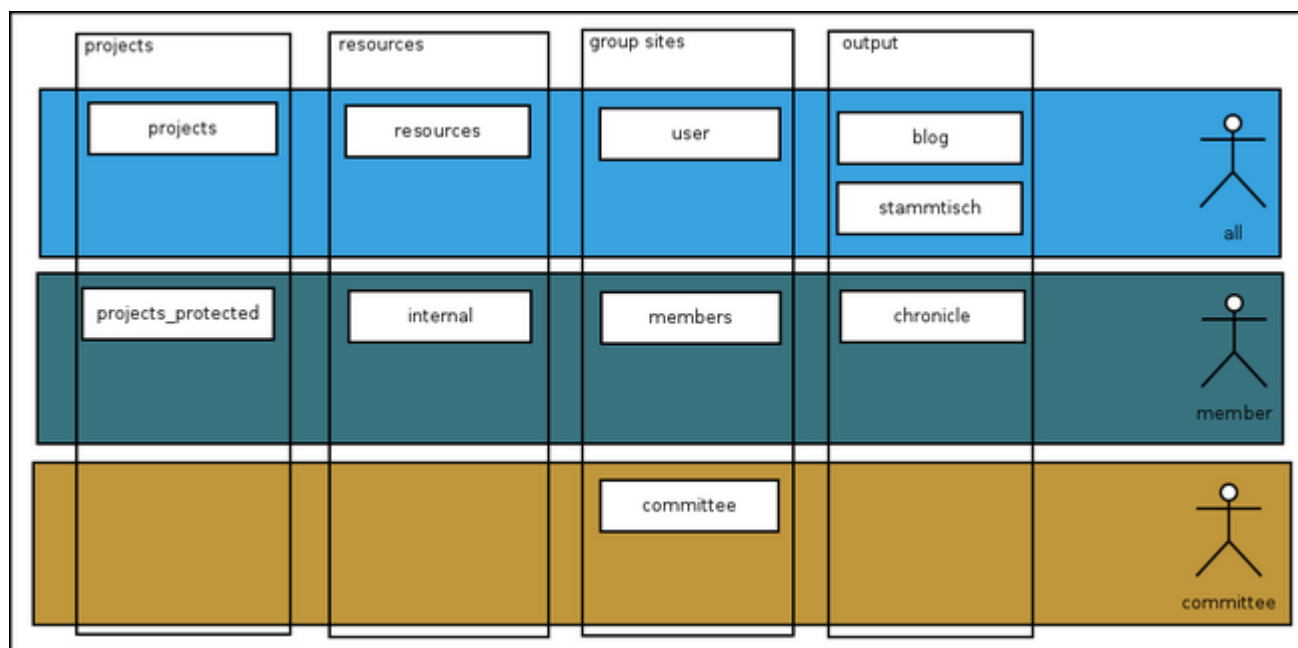 projects
resources
group sites
output
projects
resources
user
blog
stammtisch
all
projects_protected
internal
members
chronicle
member
committee
committee